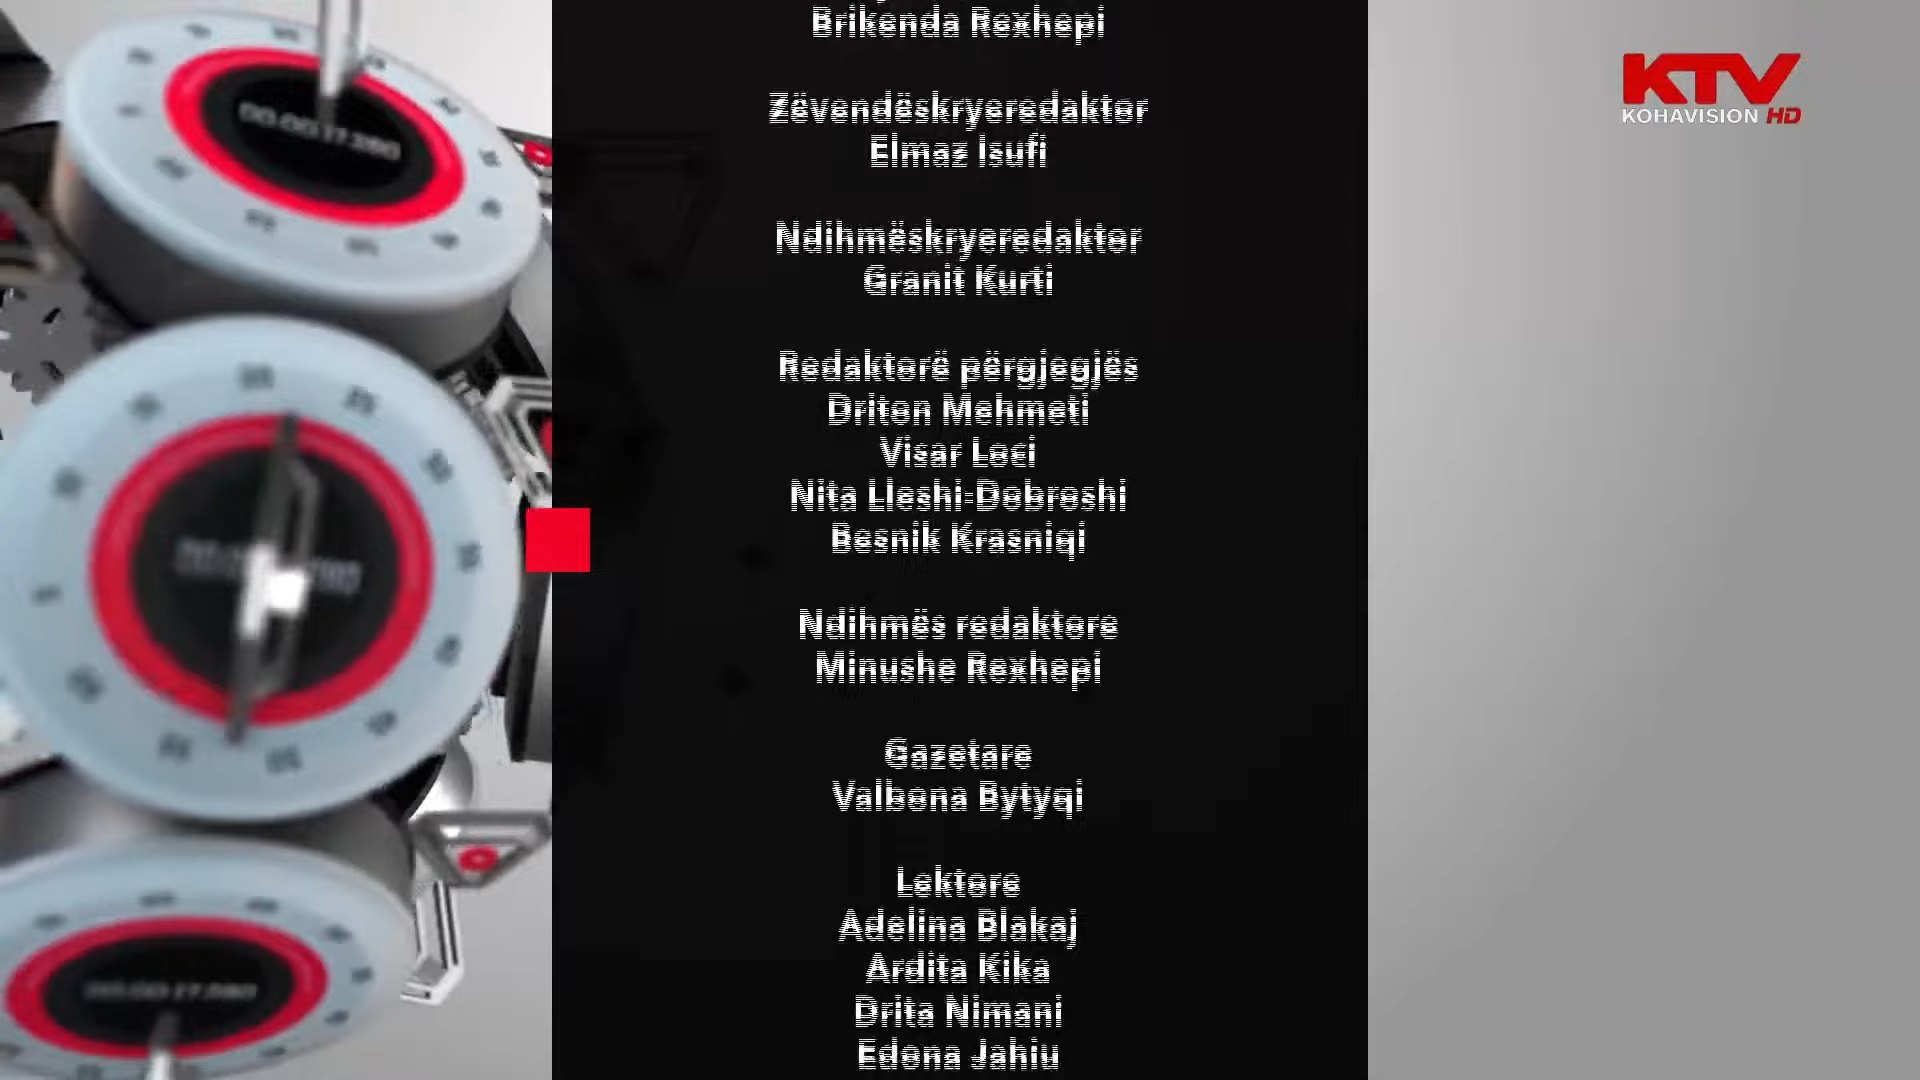 Brikenda Rexhepi
Zëvendëskryeredaktor
Elmaz Isufi
Ndihmëskryeredaktor
Granit Kurti
Redaktorë përgjegjës
Driton Mehmeti
Visar Loci
Nita Lleshi-Dobroshi
Besnik Krasniqi
Ndihmës redaktore
Minushe Rexhepi
Gazetare
Valbona Bytyqi
Lektore
Adelina Blakaj
Ardita Kika
Drita Nimani
Edona Jahiu
KTV
KOHAVISION HD